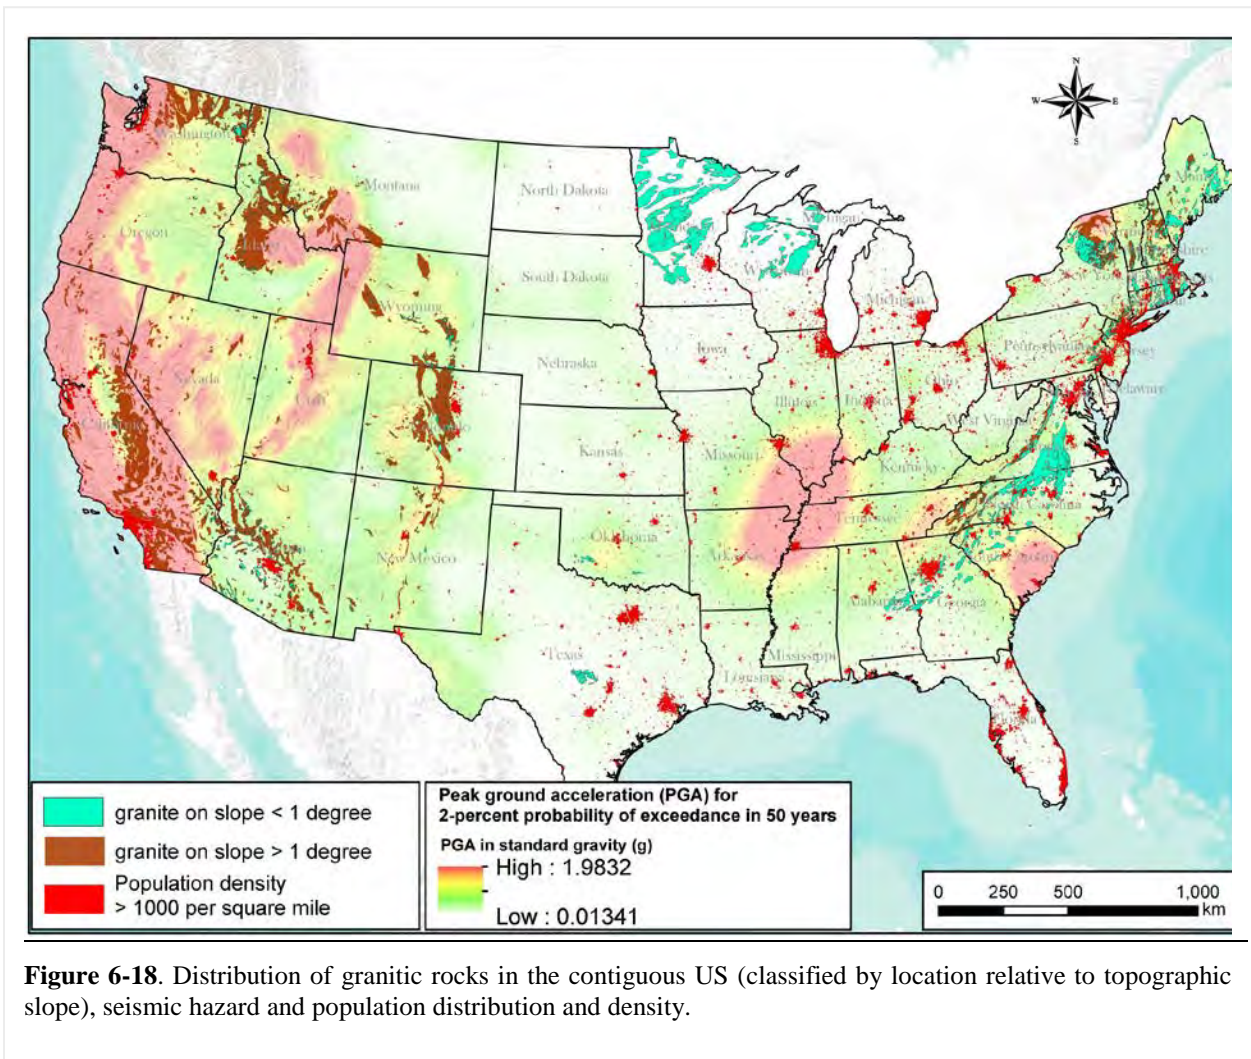 N
W
E
S
Washington
Montana
North Dakota
Maine
Oregon
Idaho
South Dakota
Michigan
Wyoming
Michigan
Iowa
Nebraska
Pennsylvania
Nevada
Utah
Illinois
Indiana
Ohio
Delaware
West Virginia
California
Kansas
Missouri
Kentucky
Tennessee
Oklahoma
New Mexico
Arkansas
Alabama
Georgia
Texas
Mississippi
Louisiana
Florida
granite on slope < 1 degree
granite on slope > 1 degree
Population density
> 1000 per square mile
Peak ground acceleration (PGA) for
2-percent probability of exceedance in 50 years
PGA in standard gravity (g)
High : 1.9832
Low : 0.01341
0 250 500 1,000
km
Figure 6-18. Distribution of granitic rocks in the contiguous US (classified by location relative to topographic
slope), seismic hazard and population distribution and density.